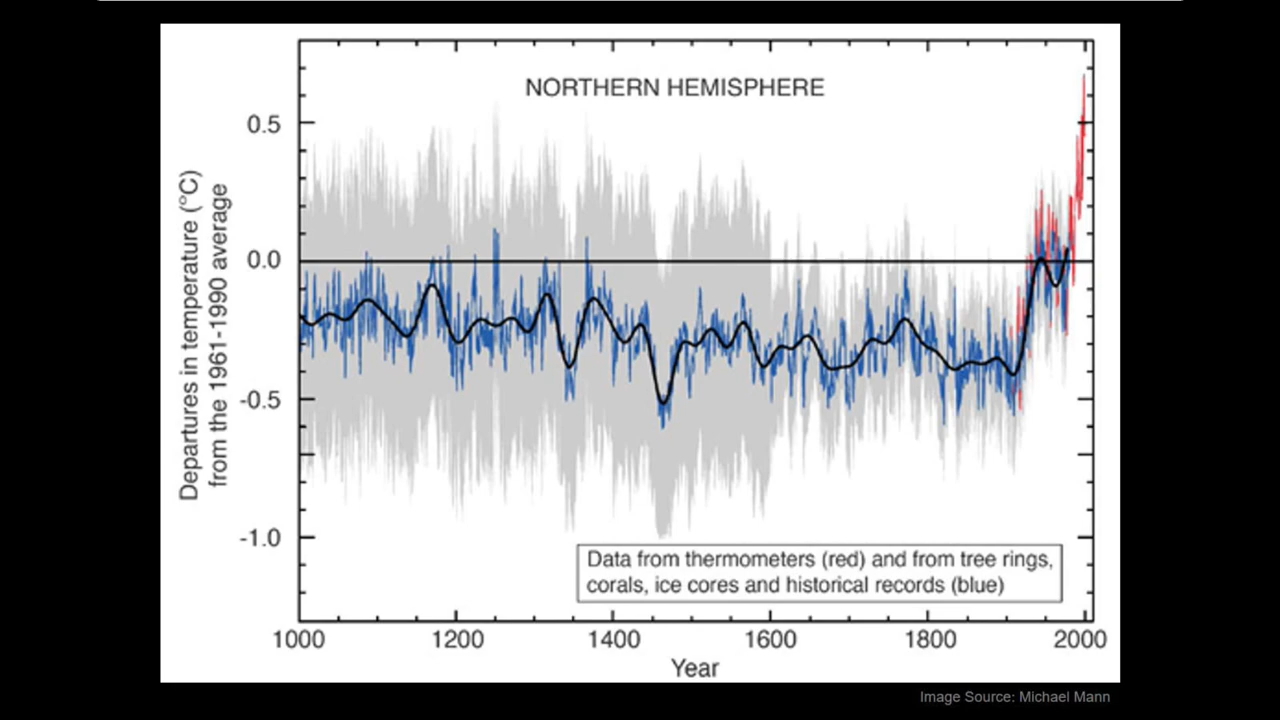 NORTHERN HEMISPHERE
0.5
0.0
-0.5
-1.0
Departures in temperature (°C)
from the 1961-1990 average
Data from thermometers (red) and from tree rings,
corals, ice cores and historical records (blue)
1000 1200 1400 1600 1800 2000
Year
Image Source: Michael Mann